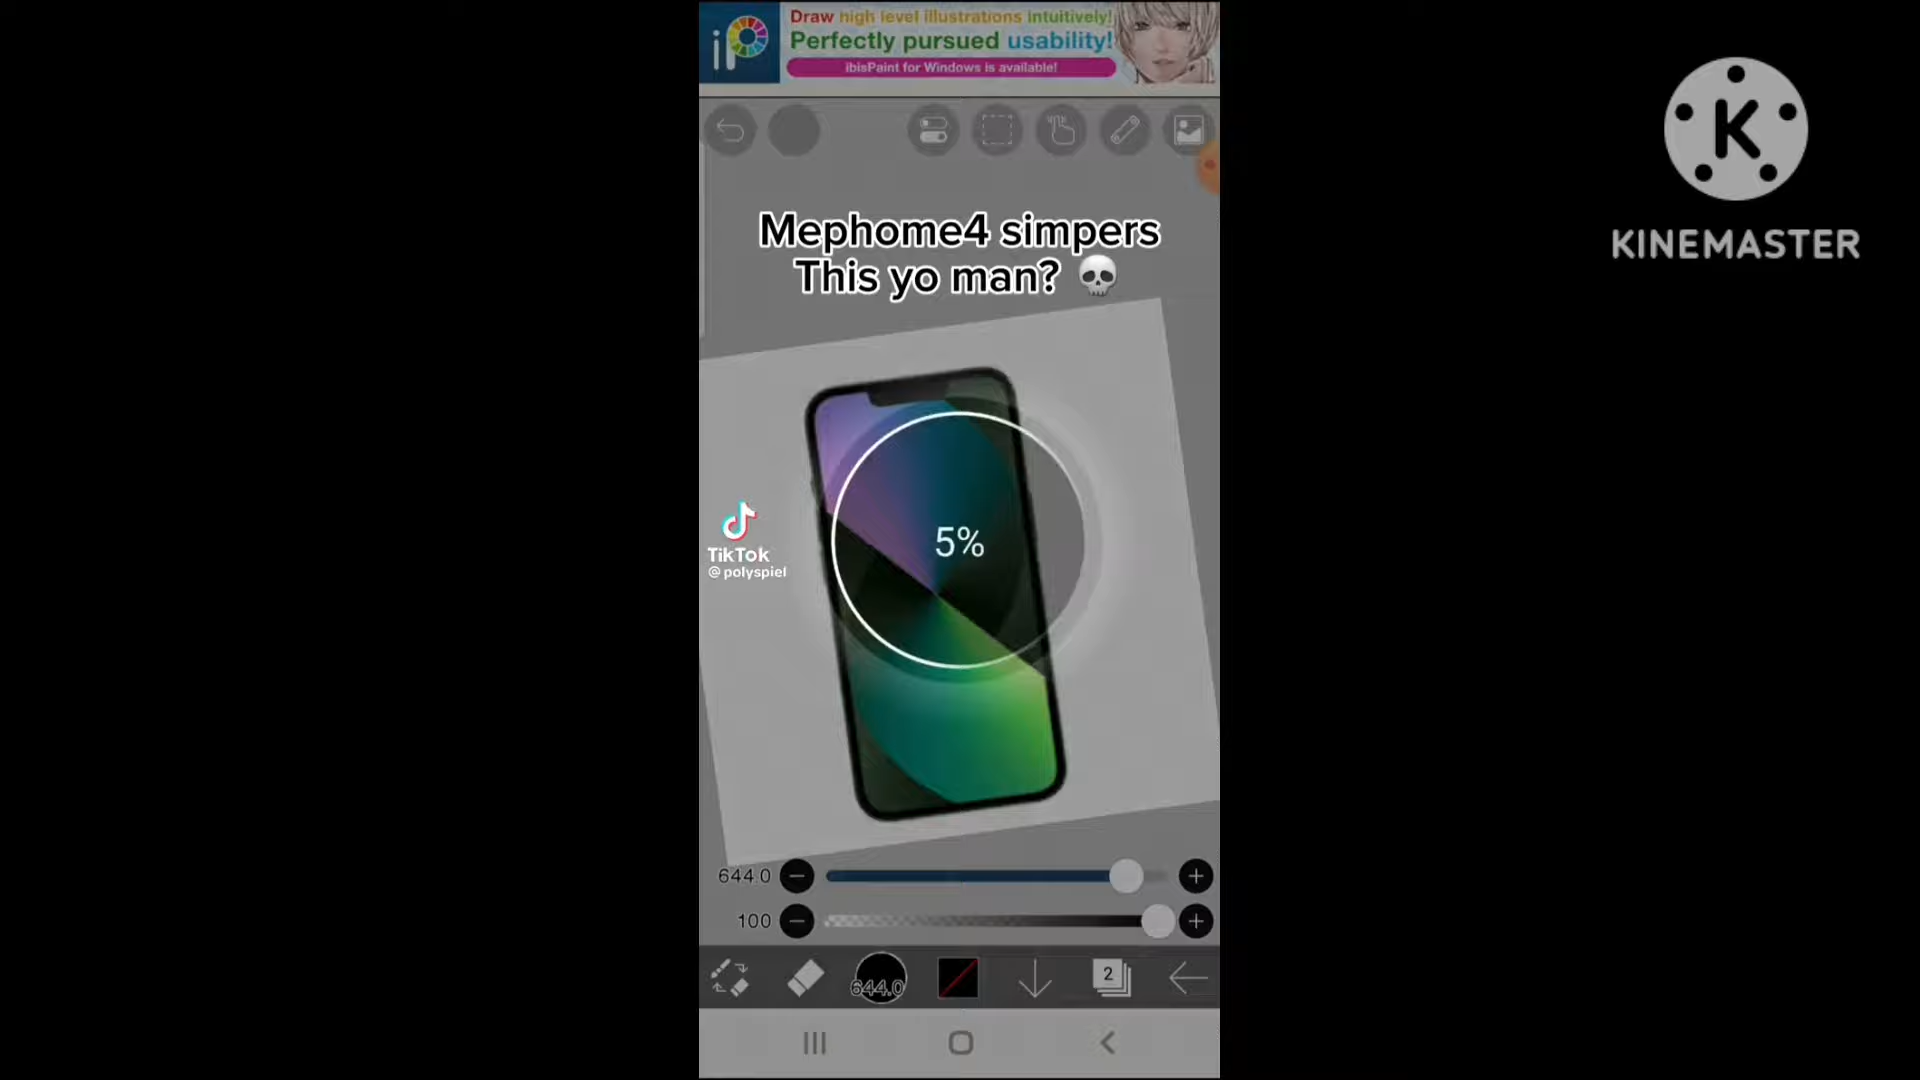 Draw high level illustrations intuitively!
Perfectly pursued usability!
ibisPaint for Windows is available!
iP
K
KINEMASTER
Mephome4 simpers
This yo man? 💀
5%
TikTok
@polyspiel
644.0
100
644.0
2